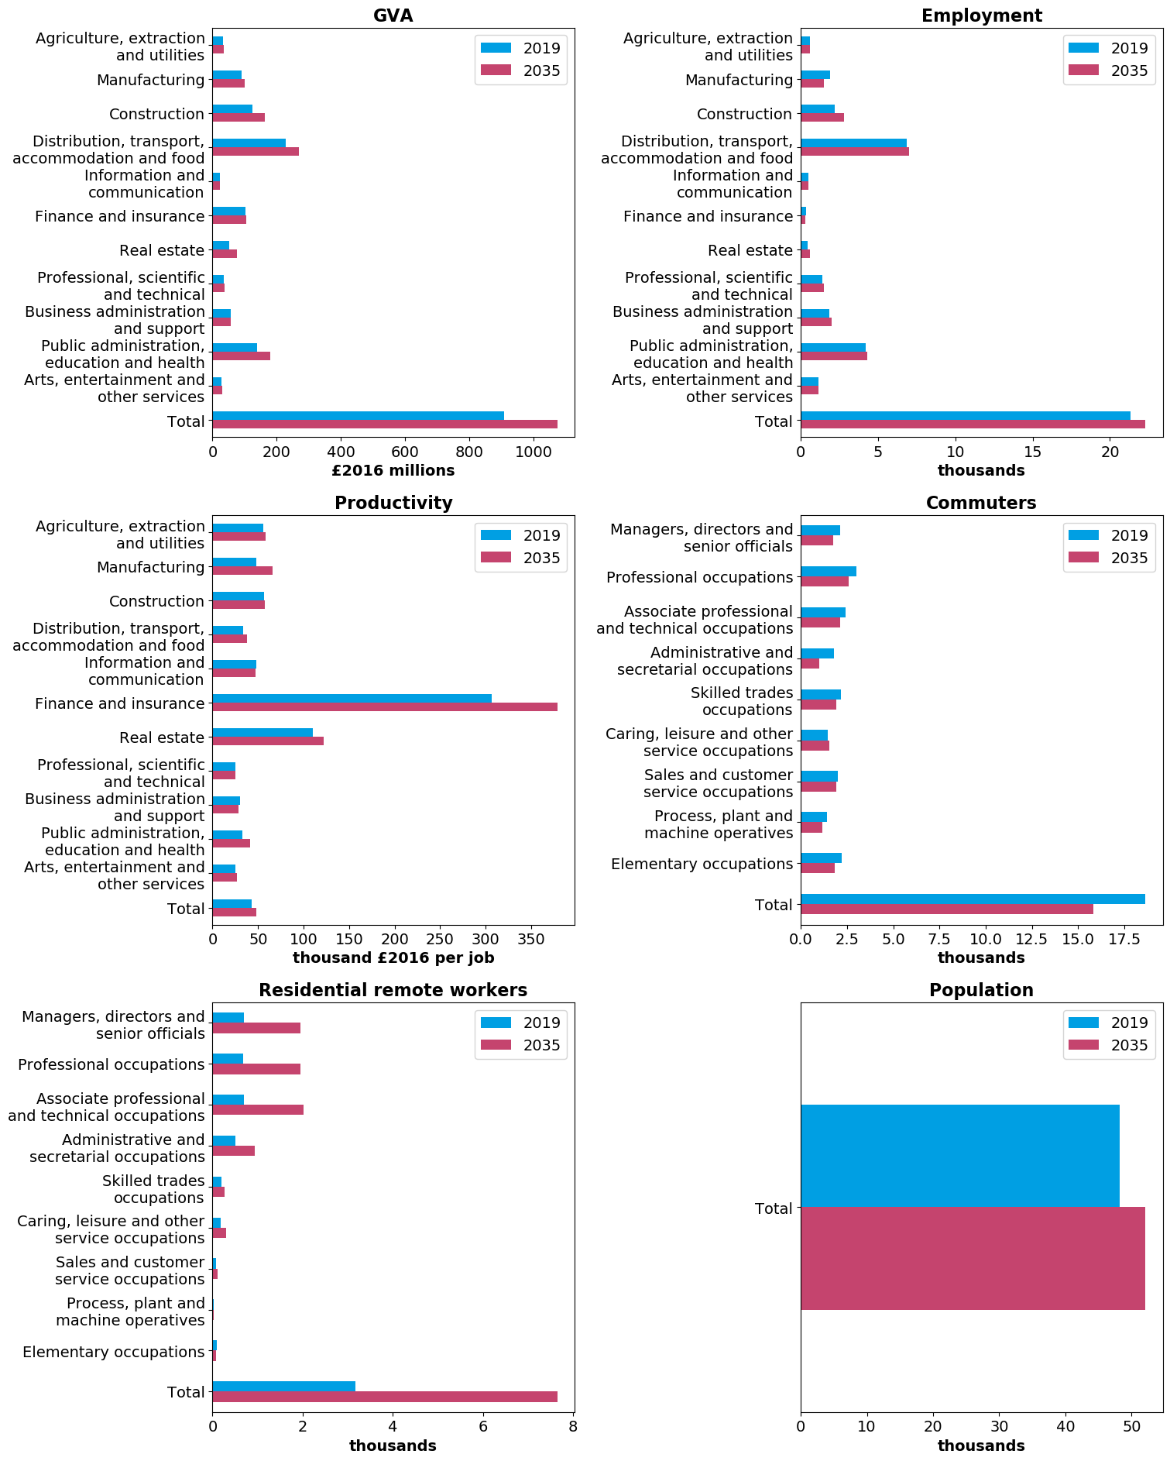 GVA
Agriculture, extraction
and utilities
Manufacturing
Construction
Distribution, transport,
accommodation and food
Information and
communication
Finance and insurance
Real estate
Professional, scientific
and technical
Business administration
and support
Public administration,
education and health
Arts, entertainment and
other services
Total
2019
2035
0 200 400 600 800 1000
£2016 millions
Employment
Agriculture, extraction
and utilities
Manufacturing
Construction
Distribution, transport,
accommodation and food
Information and
communication
Finance and insurance
Real estate
Professional, scientific
and technical
Business administration
and support
Public administration,
education and health
Arts, entertainment and
other services
Total
2019
2035
0 5 10 15 20
thousands
Productivity
Agriculture, extraction
and utilities
Manufacturing
Construction
Distribution, transport,
accommodation and food
Information and
communication
Finance and insurance
Real estate
Professional, scientific
and technical
Business administration
and support
Public administration,
education and health
Arts, entertainment and
other services
Total
2019
2035
0 50 100 150 200 250 300 350
thousand £2016 per job
Commuters
Managers, directors and
senior officials
Professional occupations
Associate professional
and technical occupations
Administrative and
secretarial occupations
Skilled trades
occupations
Caring, leisure and other
service occupations
Sales and customer
service occupations
Process, plant and
machine operatives
Elementary occupations
Total
2019
2035
0.0 2.5 5.0 7.5 10.0 12.5 15.0 17.5
thousands
Residential remote workers
Managers, directors and
senior officials
Professional occupations
Associate professional
and technical occupations
Administrative and
secretarial occupations
Skilled trades
occupations
Caring, leisure and other
service occupations
Sales and customer
service occupations
Process, plant and
machine operatives
Elementary occupations
Total
2019
2035
0 2 4 6 8
thousands
Population
Total
2019
2035
0 10 20 30 40 50
thousands